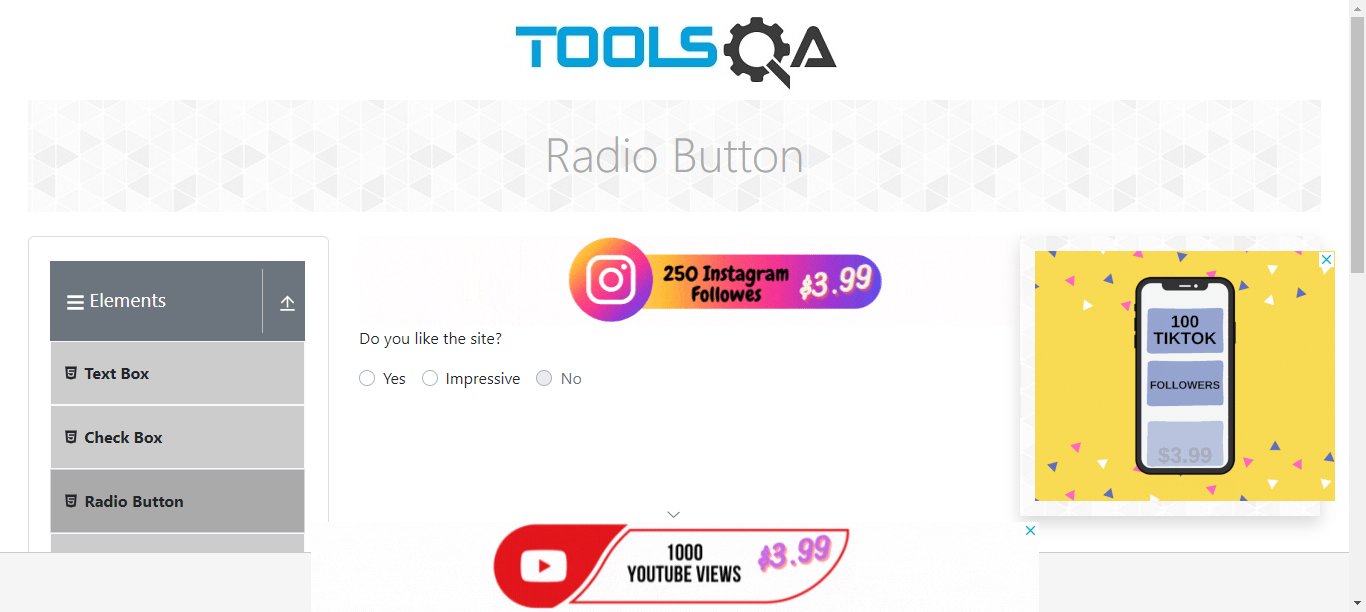 TOOLSQA
Radio Button
Elements
Text Box
Check Box
Radio Button
250 Instagram
Followes
$3.99
Do you like the site?
Yes
Impressive
No
100
TIKTOK
FOLLOWERS
$3.99
1000
YOUTUBE VIEWS
$3.99